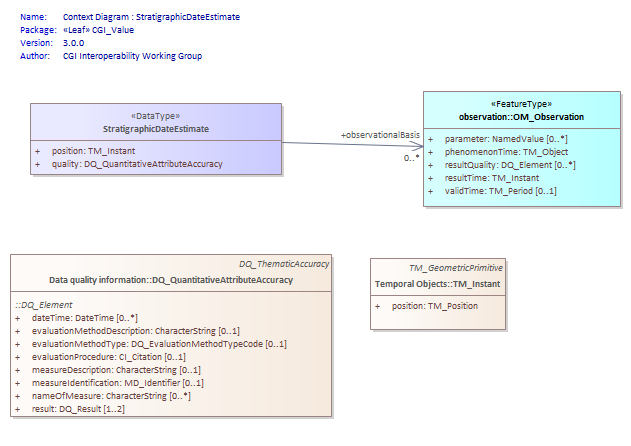 Name: Context Diagram : StratigraphicDateEstimate
Package: «Leaf» CGI_Value
Version: 3.0.0
Author: CGI Interoperability Working Group
«DataType»
StratigraphicDateEstimate
+ position: TM_Instant
+ quality: DQ_QuantitativeAttributeAccuracy
+observationalBasis
0..*
«FeatureType»
observation::OM_Observation
+ parameter: NamedValue [0..*]
+ phenomenonTime: TM_Object
+ resultQuality: DQ_Element [0..*]
+ resultTime: TM_Instant
+ validTime: TM_Period [0..1]
DQ_ThematicAccuracy
Data quality information::DQ_QuantitativeAttributeAccuracy
::DQ_Element
+ dateTime: DateTime [0..*]
+ evaluationMethodDescription: CharacterString [0..1]
+ evaluationMethodType: DQ_EvaluationMethodTypeCode [0..1]
+ evaluationProcedure: CI_Citation [0..1]
+ measureDescription: CharacterString [0..1]
+ measureIdentification: MD_Identifier [0..1]
+ nameOfMeasure: CharacterString [0..*]
+ result: DQ_Result [1..2]
TM_GeometricPrimitive
Temporal Objects::TM_Instant
+ position: TM_Position